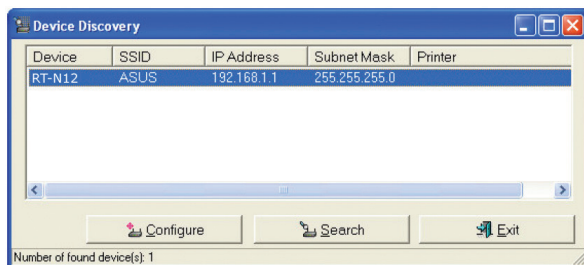 Device Discovery
Device SSID IP Address Subnet Mask Printer
RT-N12 ASUS 192.168.1.1 255.255.255.0
Configure Search Exit
Number of found device(s): 1